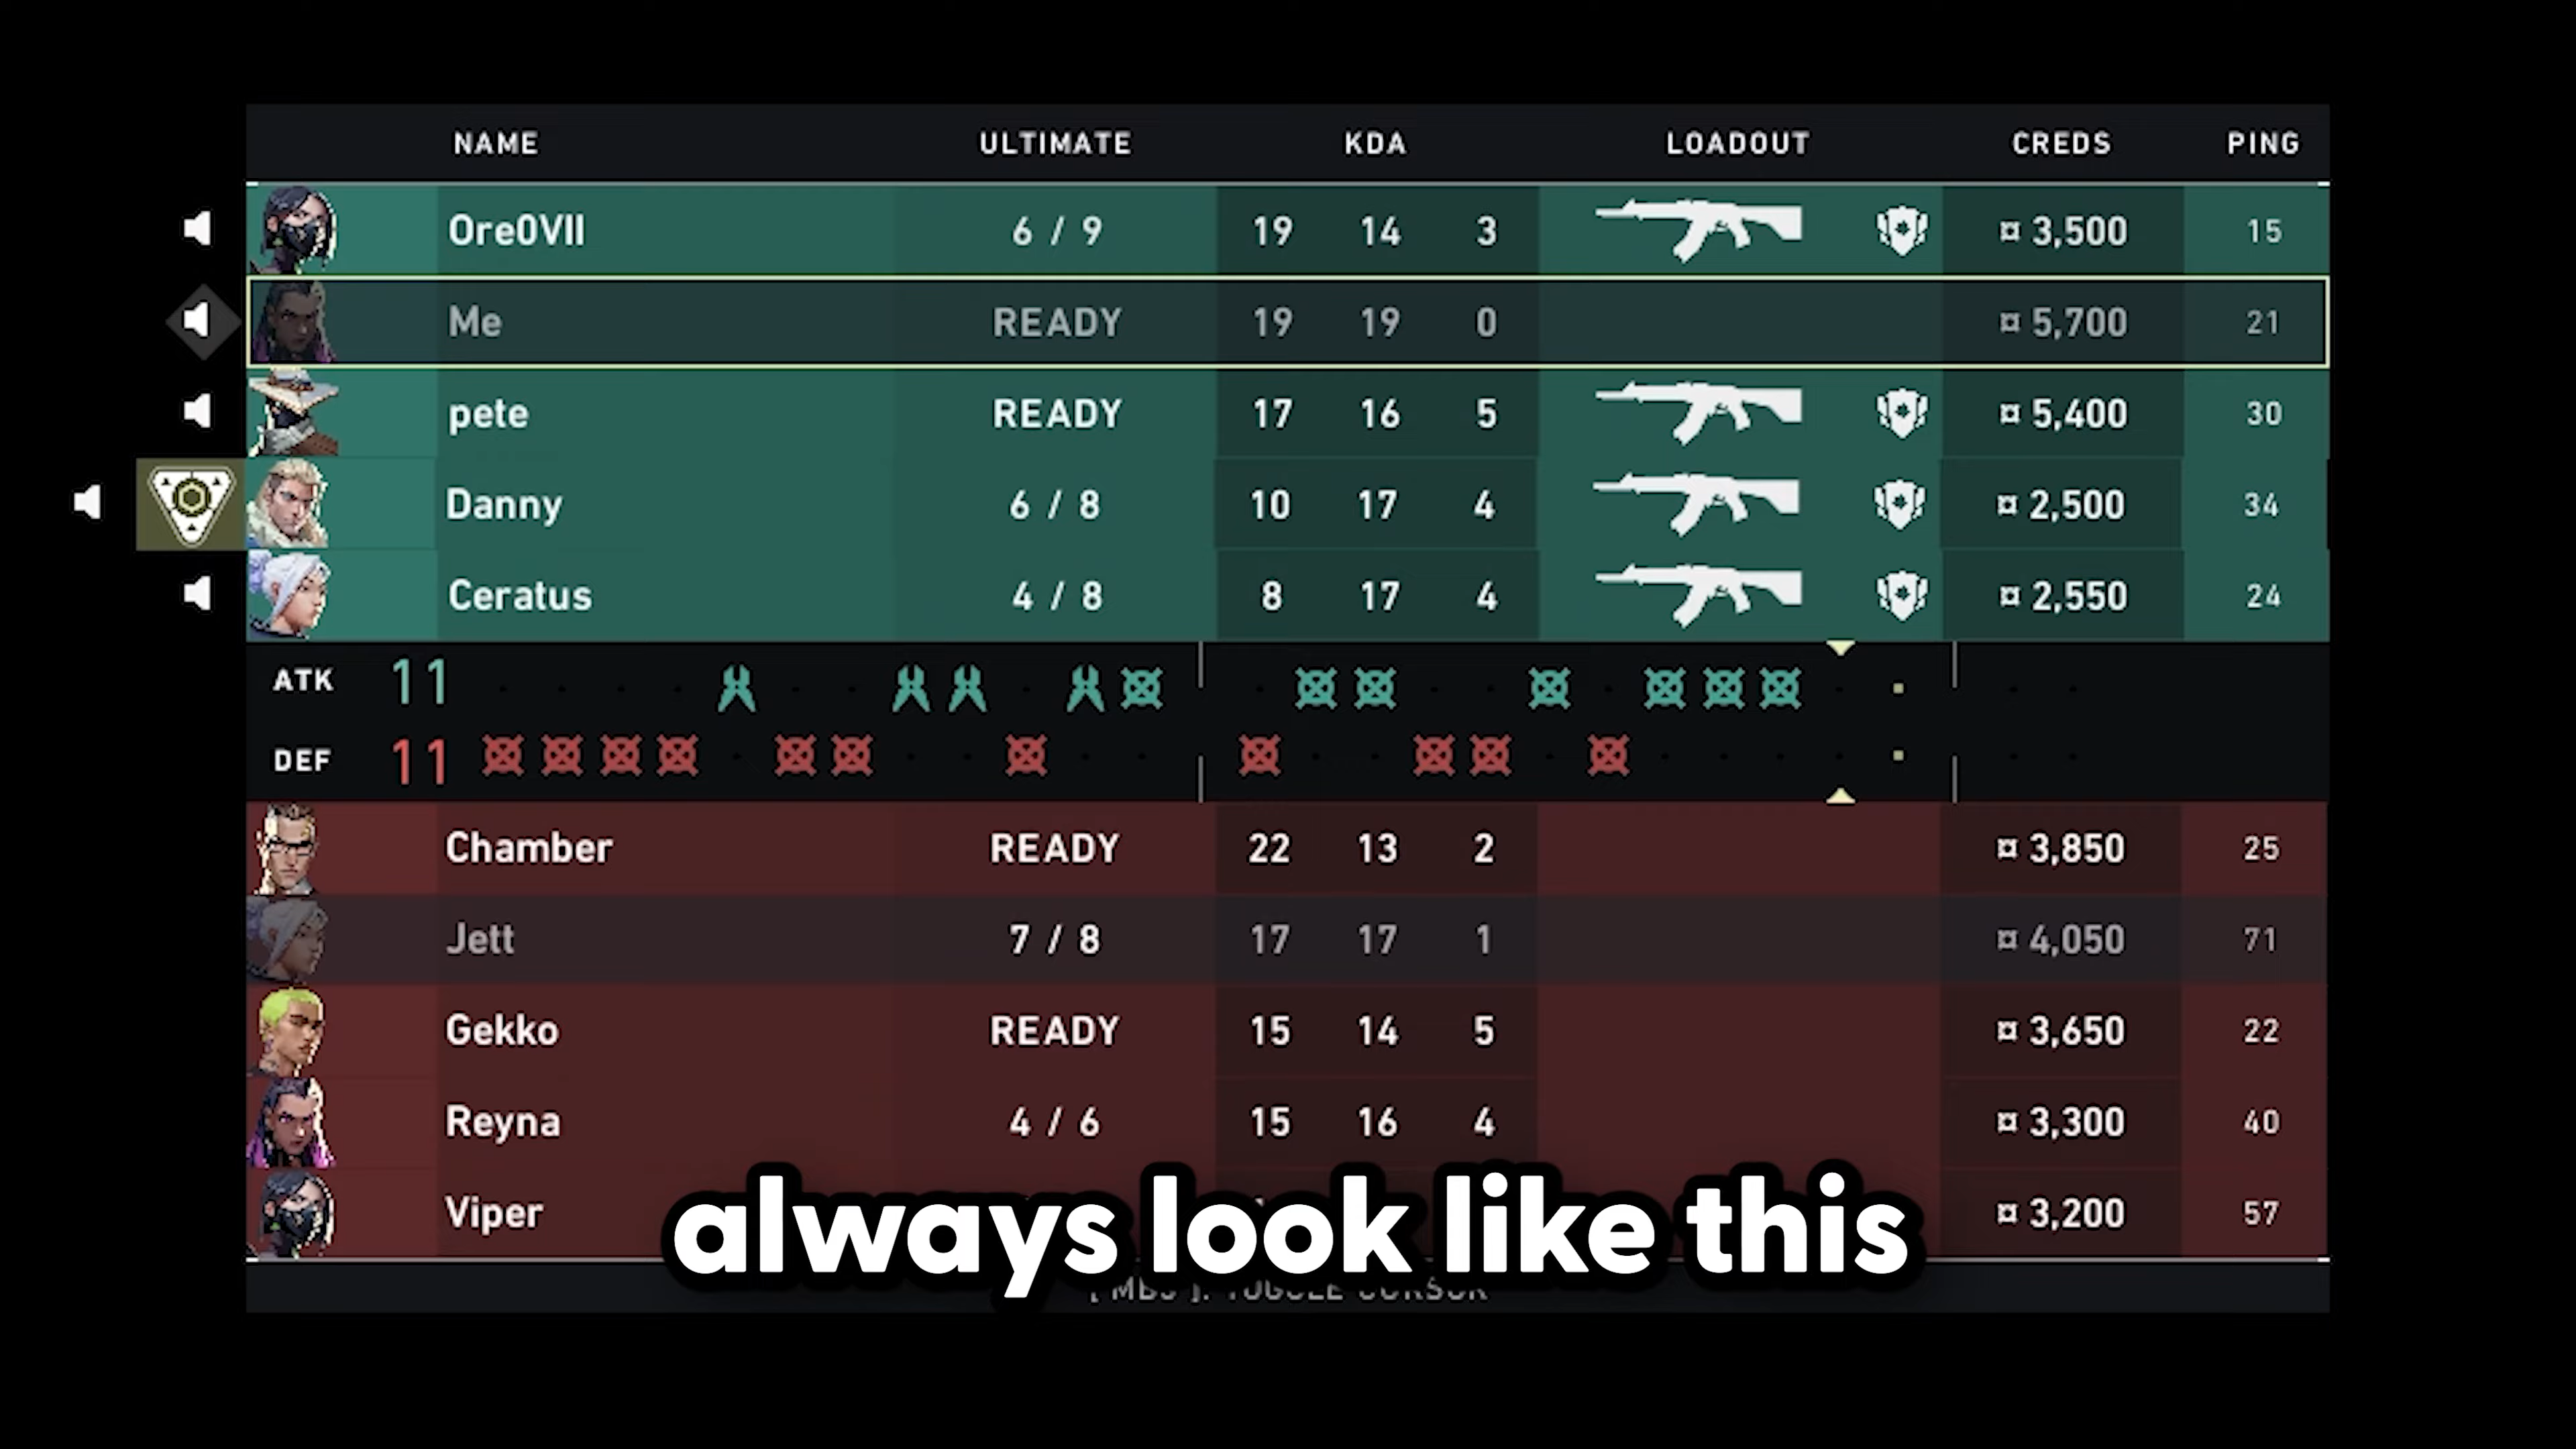 NAME ULTIMATE KDA LOADOUT CREDS PING
Ore0VII 6 / 9 19 14 3 ¤ 3,500 15
Me READY 19 19 0 ¤ 5,700 21
pete READY 17 16 5 ¤ 5,400 30
Danny 6 / 8 10 17 4 ¤ 2,500 34
Ceratus 4 / 8 8 17 4 ¤ 2,550 24
ATK 11
DEF 11
Chamber READY 22 13 2 ¤ 3,850 25
Jett 7 / 8 17 17 1 ¤ 4,050 71
Gekko READY 15 14 5 ¤ 3,650 22
Reyna 4 / 6 15 16 4 ¤ 3,300 40
Viper ¤ 3,200 57
always look like this
TOGGLE CURSOR